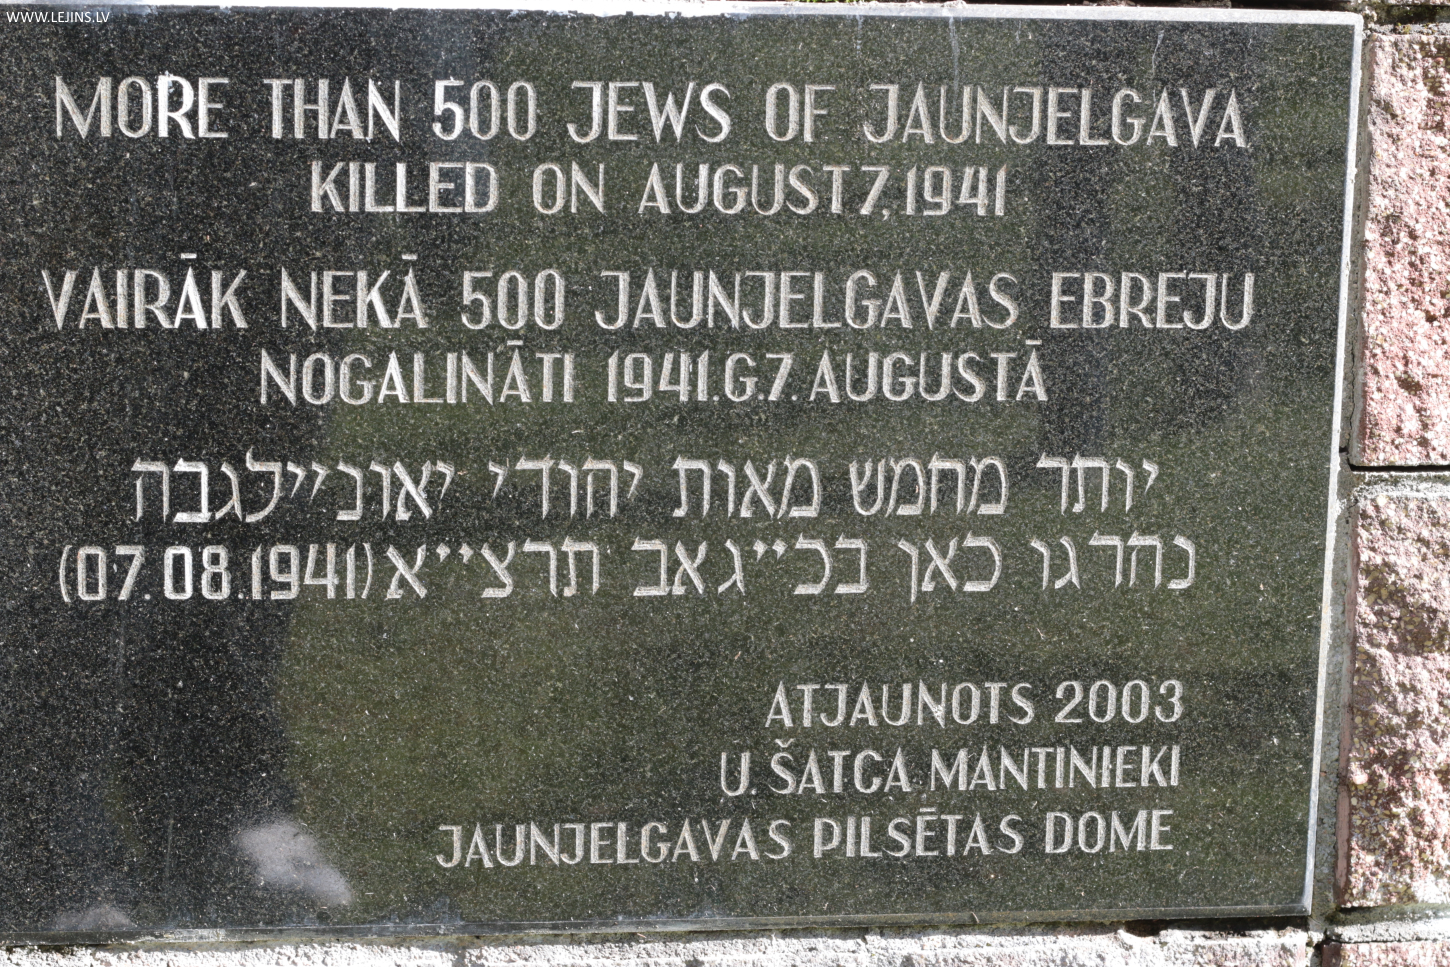 WWW.LEJINS.LV
MORE THAN 500 JEWS OF JAUNJELGAVA
KILLED ON AUGUST 7, 1941
VAIRĀK NEKĀ 500 JAUNJELGAVAS EBREJU
NOGALINĀTI 1941.G.7. AUGUSTĀ
יותר מחמש מאות יהודי יאוניילגבה
נהרגו כאן בכ׳׳ג אב תרצ׳׳א (07.08.1941)
ATJAUNOTS 2003
U. ŠATCA MANTINIEKI
JAUNJELGAVAS PILSĒTAS DOME